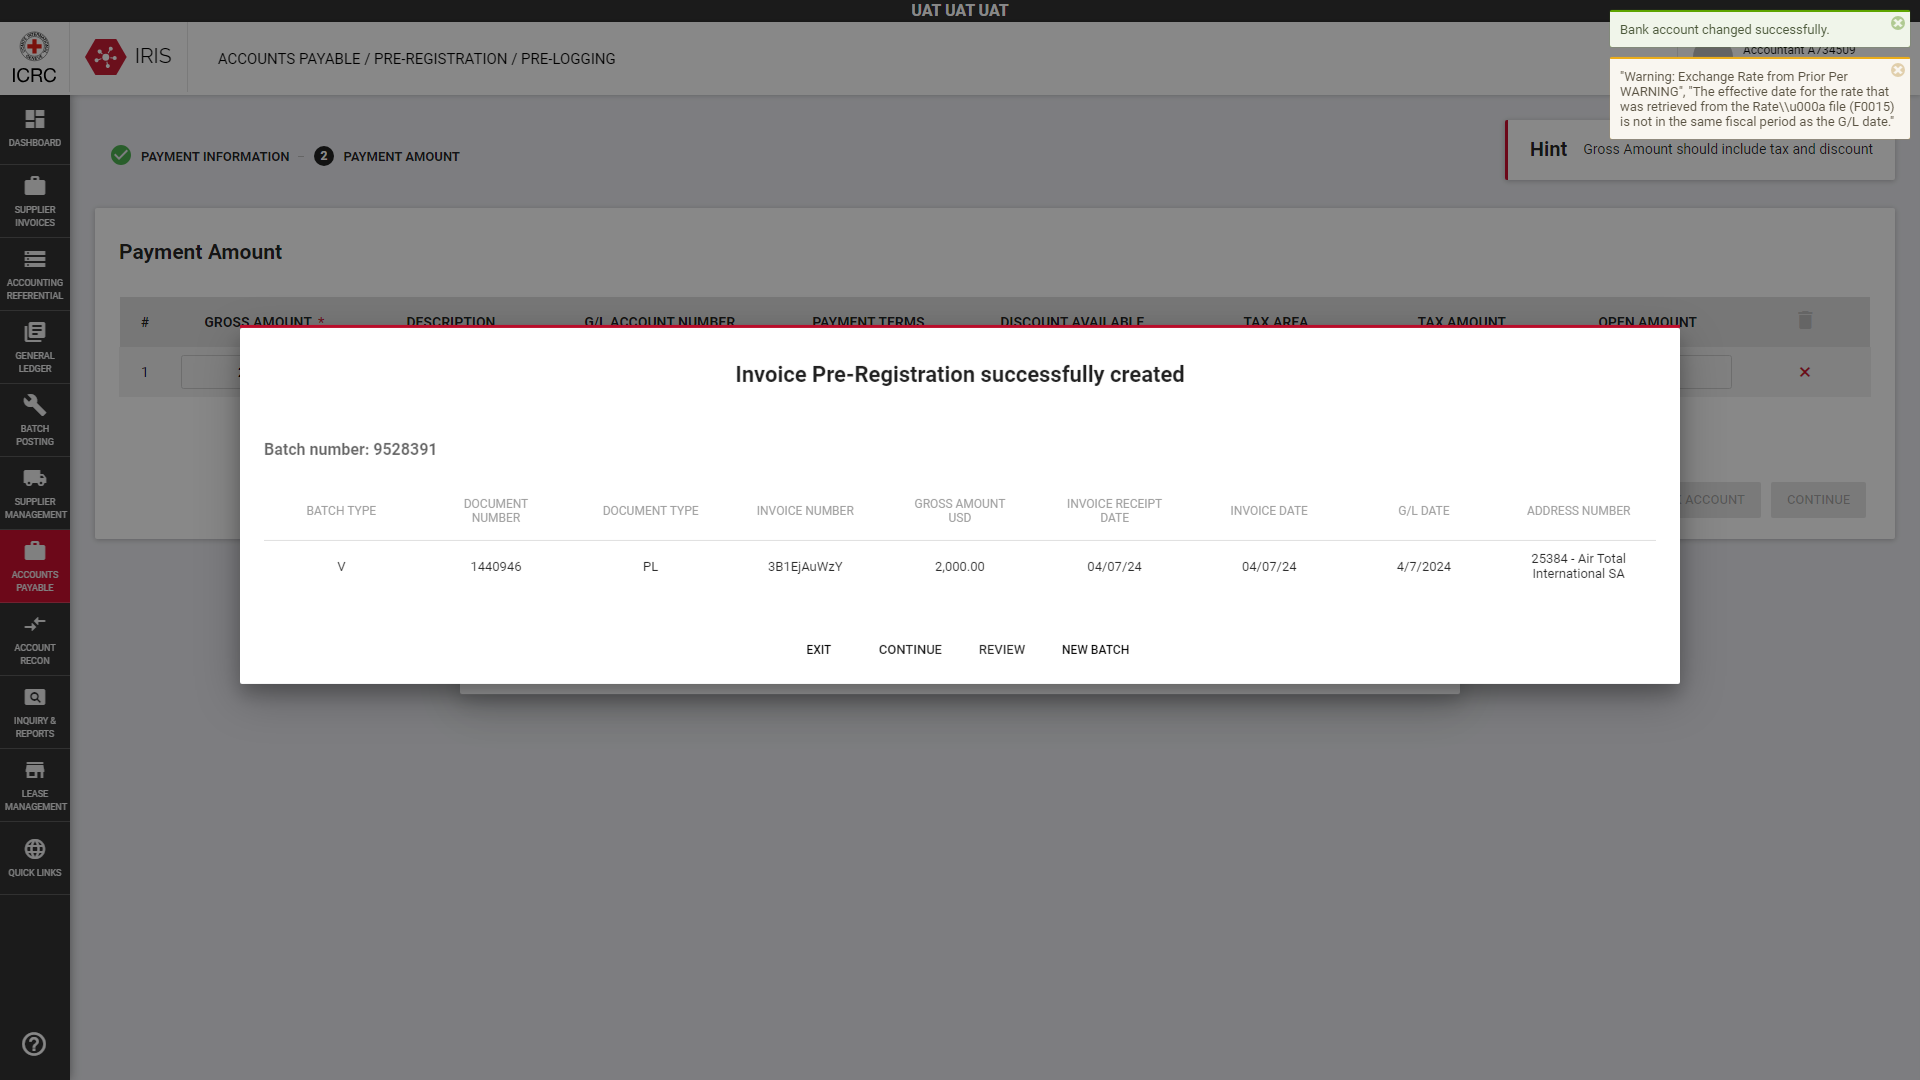 UAT UAT UAT
ICRC
IRIS
ACCOUNTS PAYABLE / PRE-REGISTRATION / PRE-LOGGING
Accountant A734509
Bank account changed successfully.
"Warning: Exchange Rate from Prior Per
WARNING", "The effective date for the rate that
was retrieved from the Rate\\u000a file (F0015)
is not in the same fiscal period as the G/L date."
DASHBOARD
SUPPLIER
INVOICES
ACCOUNTING
REFERENTIAL
GENERAL
LEDGER
BATCH
POSTING
SUPPLIER
MANAGEMENT
ACCOUNTS
PAYABLE
ACCOUNT
RECON
INQUIRY &
REPORTS
LEASE
MANAGEMENT
QUICK LINKS
PAYMENT INFORMATION
2 PAYMENT AMOUNT
Hint Gross Amount should include tax and discount
Payment Amount
# GROSS AMOUNT * DESCRIPTION G/L ACCOUNT NUMBER PAYMENT TERMS DISCOUNT AVAILABLE TAX AREA TAX AMOUNT OPEN AMOUNT
1
ACCOUNT
CONTINUE
Invoice Pre-Registration successfully created
Batch number: 9528391
BATCH TYPE DOCUMENT NUMBER DOCUMENT TYPE INVOICE NUMBER GROSS AMOUNT USD INVOICE RECEIPT DATE INVOICE DATE G/L DATE ADDRESS NUMBER
V 1440946 PL 3B1EjAuWzY 2,000.00 04/07/24 04/07/24 4/7/2024 25384 - Air Total International SA
EXIT CONTINUE REVIEW NEW BATCH